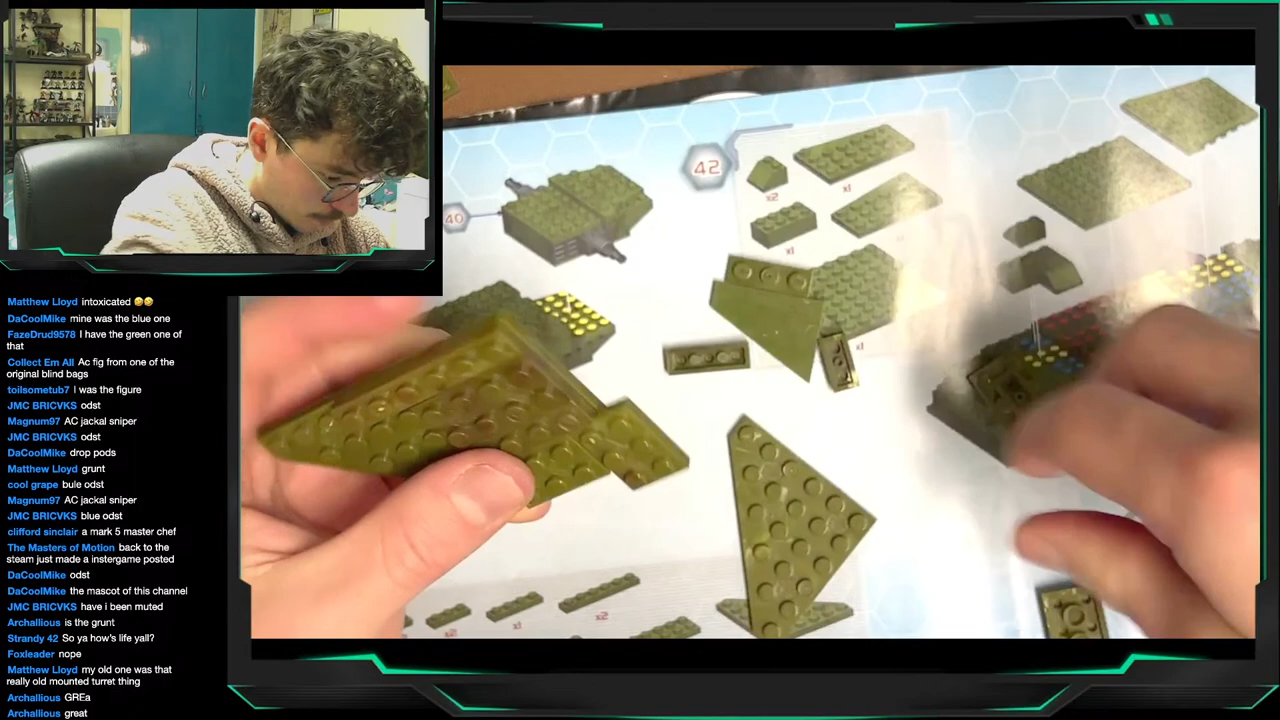 Matthew Lloyd intoxicated 🤣🤣
DaCoolMike mine was the blue one
FazeDrud9578 I have the green one of
that
Collect Em All Ac fig from one of the
original blind bags
toilsometub7 I was the figure
JMC BRICVKS odst
Magnum97 AC jackal sniper
JMC BRICVKS odst
DaCoolMike drop pods
Matthew Lloyd grunt
cool grape bule odst
Magnum97 AC jackal sniper
JMC BRICVKS blue odst
clifford sinclair a mark 5 master chef
The Masters of Motion back to the
steam just made a instergame posted
DaCoolMike odst
DaCoolMike the mascot of this channel
JMC BRICVKS have i been muted
Archallious is the grunt
Strandy 42 So ya how's life yall?
Foxleader nope
Matthew Lloyd my old one was that
really old mounted turret thing
Archallious GREa
Archallious great
40
42
x2
x1
x1
x1
x2
x1
x2